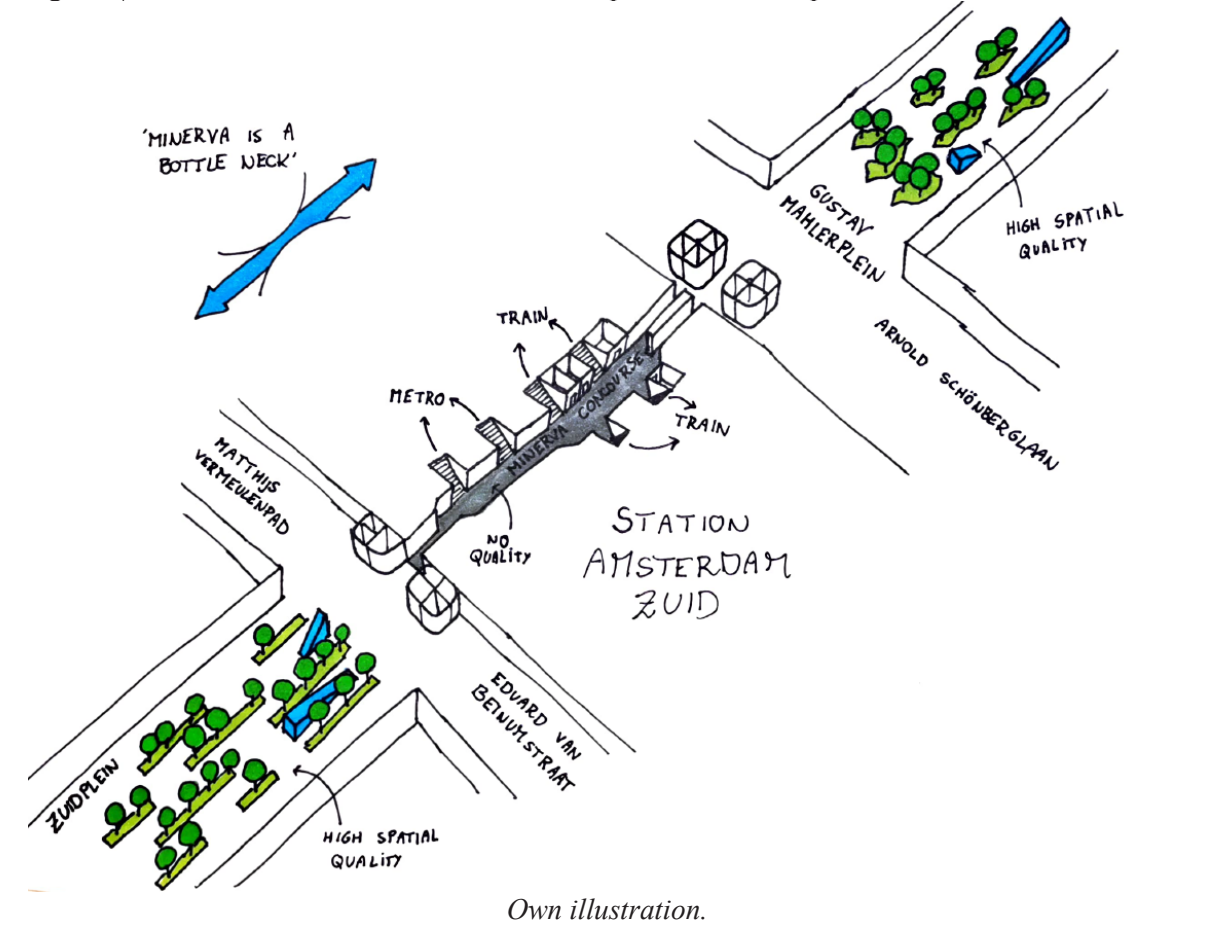 'MINERVA IS A
BOTTLE NECK'
GUSTAV
MAHLERPLEIN
HIGH SPATIAL
QUALITY
ARNOLD SCHÖNBERGLAAN
TRAIN
METRO
MINERVA CONCOURSE
TRAIN
MATTHIJS
VERMEULENPAD
NO
QUALITY
STATION
AMSTERDAM
ZUID
EDUARD VAN
BEINUMSTRAAT
ZUIDPLEIN
HIGH SPATIAL
QUALITY
Own illustration.